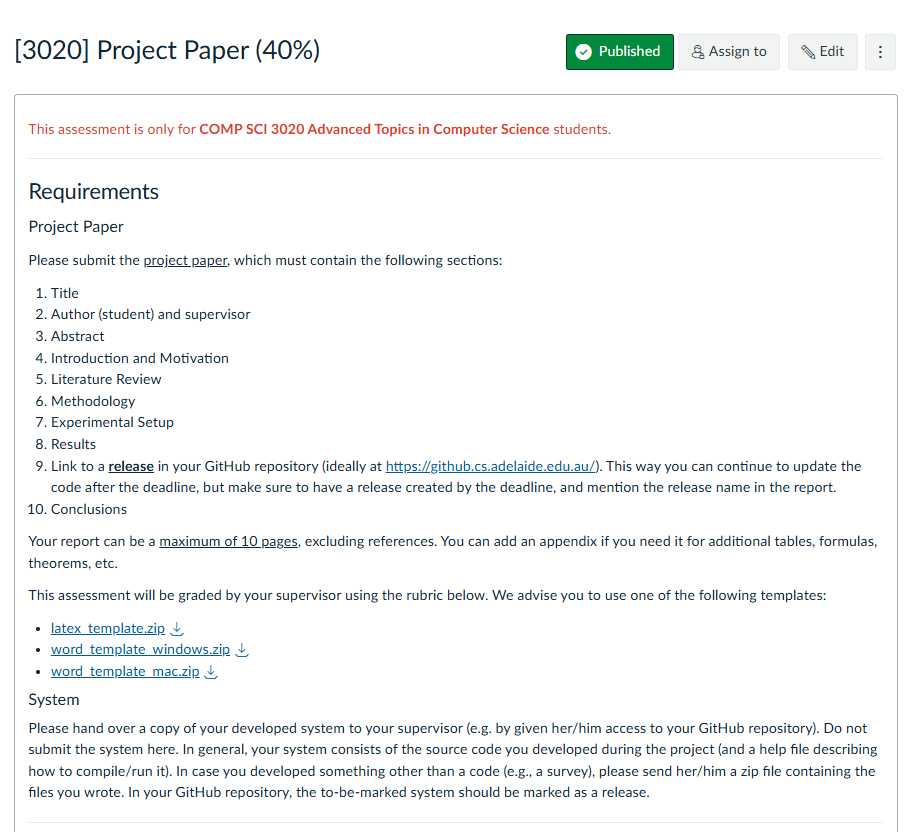 [3020] Project Paper (40%)
Published
Assign to
Edit
This assessment is only for COMP SCI 3020 Advanced Topics in Computer Science students.
Requirements
Project Paper
Please submit the project paper, which must contain the following sections:
1. Title
2. Author (student) and supervisor
3. Abstract
4. Introduction and Motivation
5. Literature Review
6. Methodology
7. Experimental Setup
8. Results
9. Link to a release in your GitHub repository (ideally at https://github.cs.adelaide.edu.au/). This way you can continue to update the
code after the deadline, but make sure to have a release created by the deadline, and mention the release name in the report.
10. Conclusions
Your report can be a maximum of 10 pages, excluding references. You can add an appendix if you need it for additional tables, formulas,
theorems, etc.
This assessment will be graded by your supervisor using the rubric below. We advise you to use one of the following templates:
• latex_template.zip
• word_template_windows.zip
• word_template_mac.zip
System
Please hand over a copy of your developed system to your supervisor (e.g. by given her/him access to your GitHub repository). Do not
submit the system here. In general, your system consists of the source code you developed during the project (and a help file describing
how to compile/run it). In case you developed something other than a code (e.g., a survey), please send her/him a zip file containing the
files you wrote. In your GitHub repository, the to-be-marked system should be marked as a release.